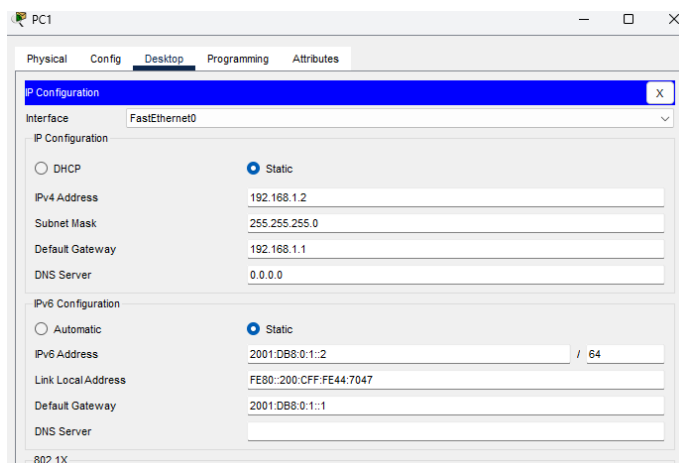 PC1
Physical Config Desktop Programming Attributes
IP Configuration X
Interface FastEthernet0
IP Configuration
DHCP Static
IPv4 Address 192.168.1.2
Subnet Mask 255.255.255.0
Default Gateway 192.168.1.1
DNS Server 0.0.0.0
IPv6 Configuration
Automatic Static
IPv6 Address 2001:DB8:0:1::2 / 64
Link Local Address FE80::200:CFF:FE44:7047
Default Gateway 2001:DB8:0:1::1
DNS Server
802.1X